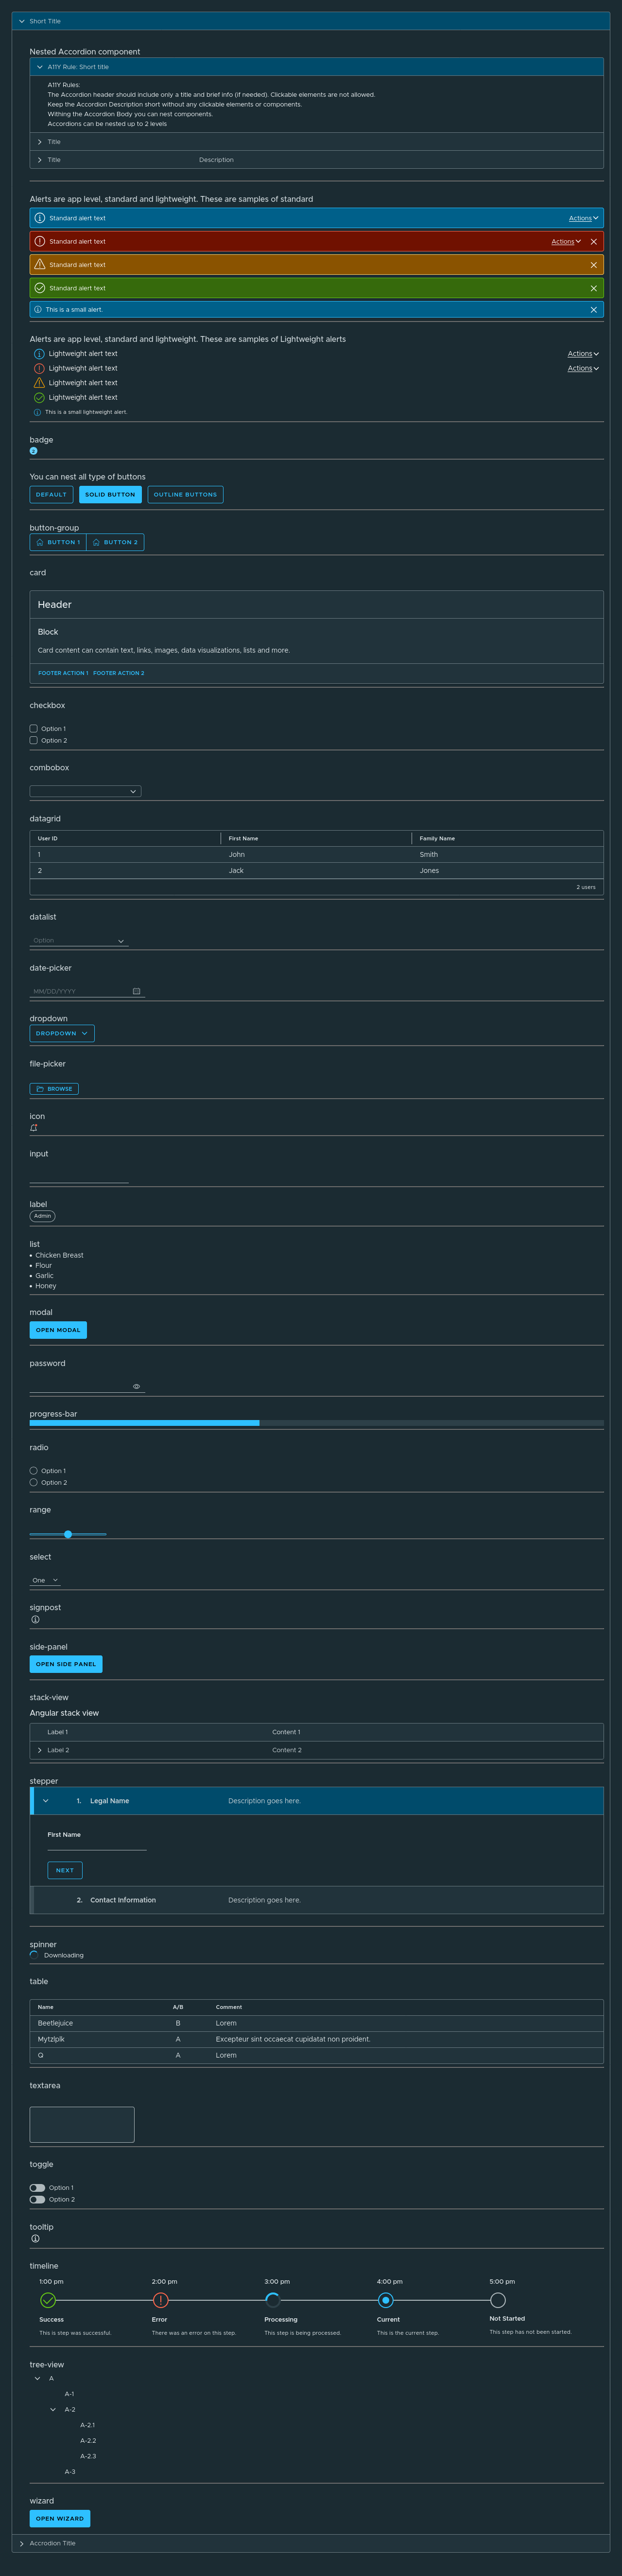 Short Title
Nested Accordion component
A11Y Rule: Short title
A11Y Rules:
The Accordion header should include only a title and brief info (if needed). Clickable elements are not allowed.
Keep the Accordion Description short without any clickable elements or components.
Withing the Accordion Body you can nest components.
Accordions can be nested up to 2 levels
Title
Title Description
Alerts are app level, standard and lightweight. These are samples of standard
Standard alert text Actions
Standard alert text Actions
Standard alert text
Standard alert text
This is a small alert.
Alerts are app level, standard and lightweight. These are samples of Lightweight alerts
Lightweight alert text Actions
Lightweight alert text Actions
Lightweight alert text
Lightweight alert text
This is a small lightweight alert.
badge
You can nest all type of buttons
DEFAULT SOLID BUTTON OUTLINE BUTTONS
button-group
BUTTON 1 BUTTON 2
card
Header
Block
Card content can contain text, links, images, data visualizations, lists and more.
FOOTER ACTION 1 FOOTER ACTION 2
checkbox
Option 1
Option 2
combobox
datagrid
User ID First Name Family Name
1 John Smith
2 Jack Jones
2 users
datalist
Option
date-picker
MM/DD/YYYY
dropdown
DROPDOWN
file-picker
BROWSE
icon
input
label
Admin
list
• Chicken Breast
• Flour
• Garlic
• Honey
modal
OPEN MODAL
password
progress-bar
radio
Option 1
Option 2
range
select
One
signpost
side-panel
OPEN SIDE PANEL
stack-view
Angular stack view
Label 1 Content 1
Label 2 Content 2
stepper
1. Legal Name Description goes here.
First Name
NEXT
2. Contact Information Description goes here.
spinner
Downloading
table
Name A/B Comment
Beetlejuice B Lorem
Mytzlplk A Excepteur sint occaecat cupidatat non proident.
Q A Lorem
textarea
toggle
Option 1
Option 2
tooltip
timeline
1:00 pm 2:00 pm 3:00 pm 4:00 pm 5:00 pm
Success Error Processing Current Not Started
This step was successful. There was an error on this step. This step is being processed. This is the current step. This step has not been started.
tree-view
A
A-1
A-2
A-2.1
A-2.2
A-2.3
A-3
wizard
OPEN WIZARD
Accrodion Title